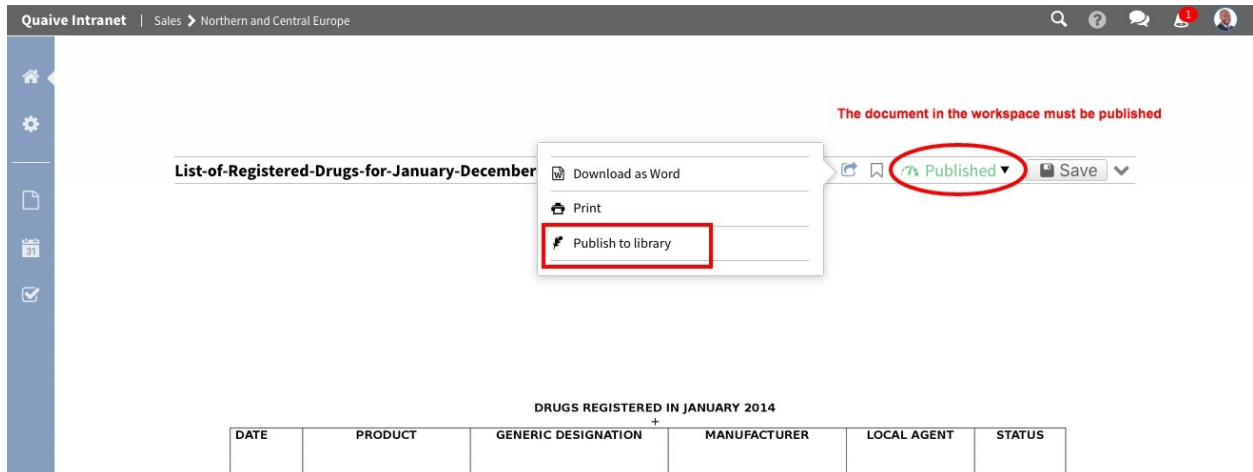 Quaive Intranet | Sales > Northern and Central Europe
1
The document in the workspace must be published
List-of-Registered-Drugs-for-January-December
Published ▼ Save
Download as Word
Print
Publish to library
31
DRUGS REGISTERED IN JANUARY 2014
+
DATE PRODUCT GENERIC DESIGNATION MANUFACTURER LOCAL AGENT STATUS